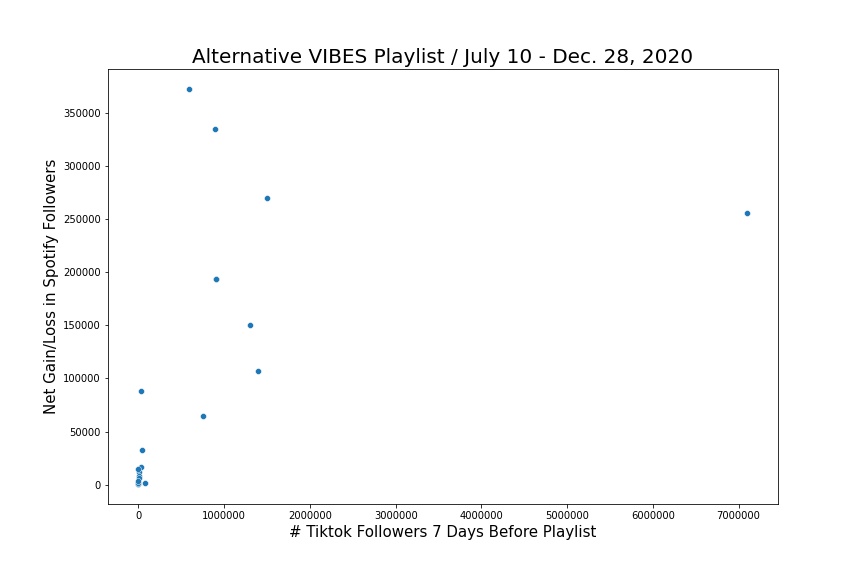 Alternative VIBES Playlist / July 10 - Dec. 28, 2020
Net Gain/Loss in Spotify Followers
350000
300000
250000
200000
150000
100000
50000
0
0 1000000 2000000 3000000 4000000 5000000 6000000 7000000
# Tiktok Followers 7 Days Before Playlist